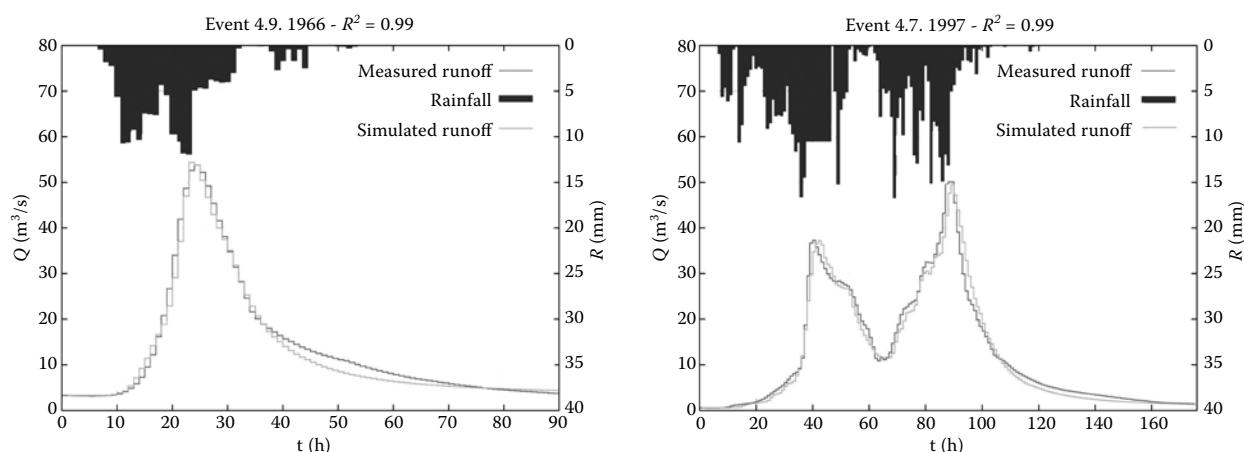 Event 4.9. 1966 - R² = 0.99
80
70
60
50
40
30
20
10
0
Q (m³/s)
0
5
10
15
20
25
30
35
40
R (mm)
Measured runoff
Rainfall
Simulated runoff
0 10 20 30 40 50 60 70 80 90
t (h)
Event 4.7. 1997 - R² = 0.99
80
70
60
50
40
30
20
10
0
Q (m³/s)
0
5
10
15
20
25
30
35
40
R (mm)
Measured runoff
Rainfall
Simulated runoff
0 20 40 60 80 100 120 140 160
t (h)